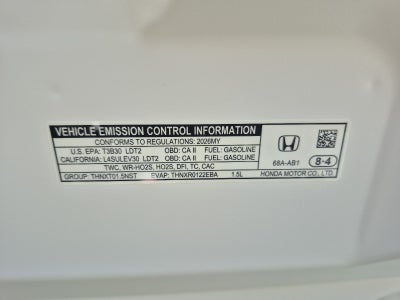 VEHICLE EMISSION CONTROL INFORMATION
CONFORMS TO REGULATIONS: 2026MY
U.S. EPA: T3B30 LDT2 OBD: CA II FUEL: GASOLINE
CALIFORNIA: L4SULEV30 LDT2 OBD: CA II FUEL: GASOLINE
TWC, WR-HO2S, HO2S, DFI, TC, CAC
GROUP: THNXT01.5NST EVAP: THNXR0122EBA 1.5L
68A-AB1 8-4
HONDA MOTOR CO., LTD.